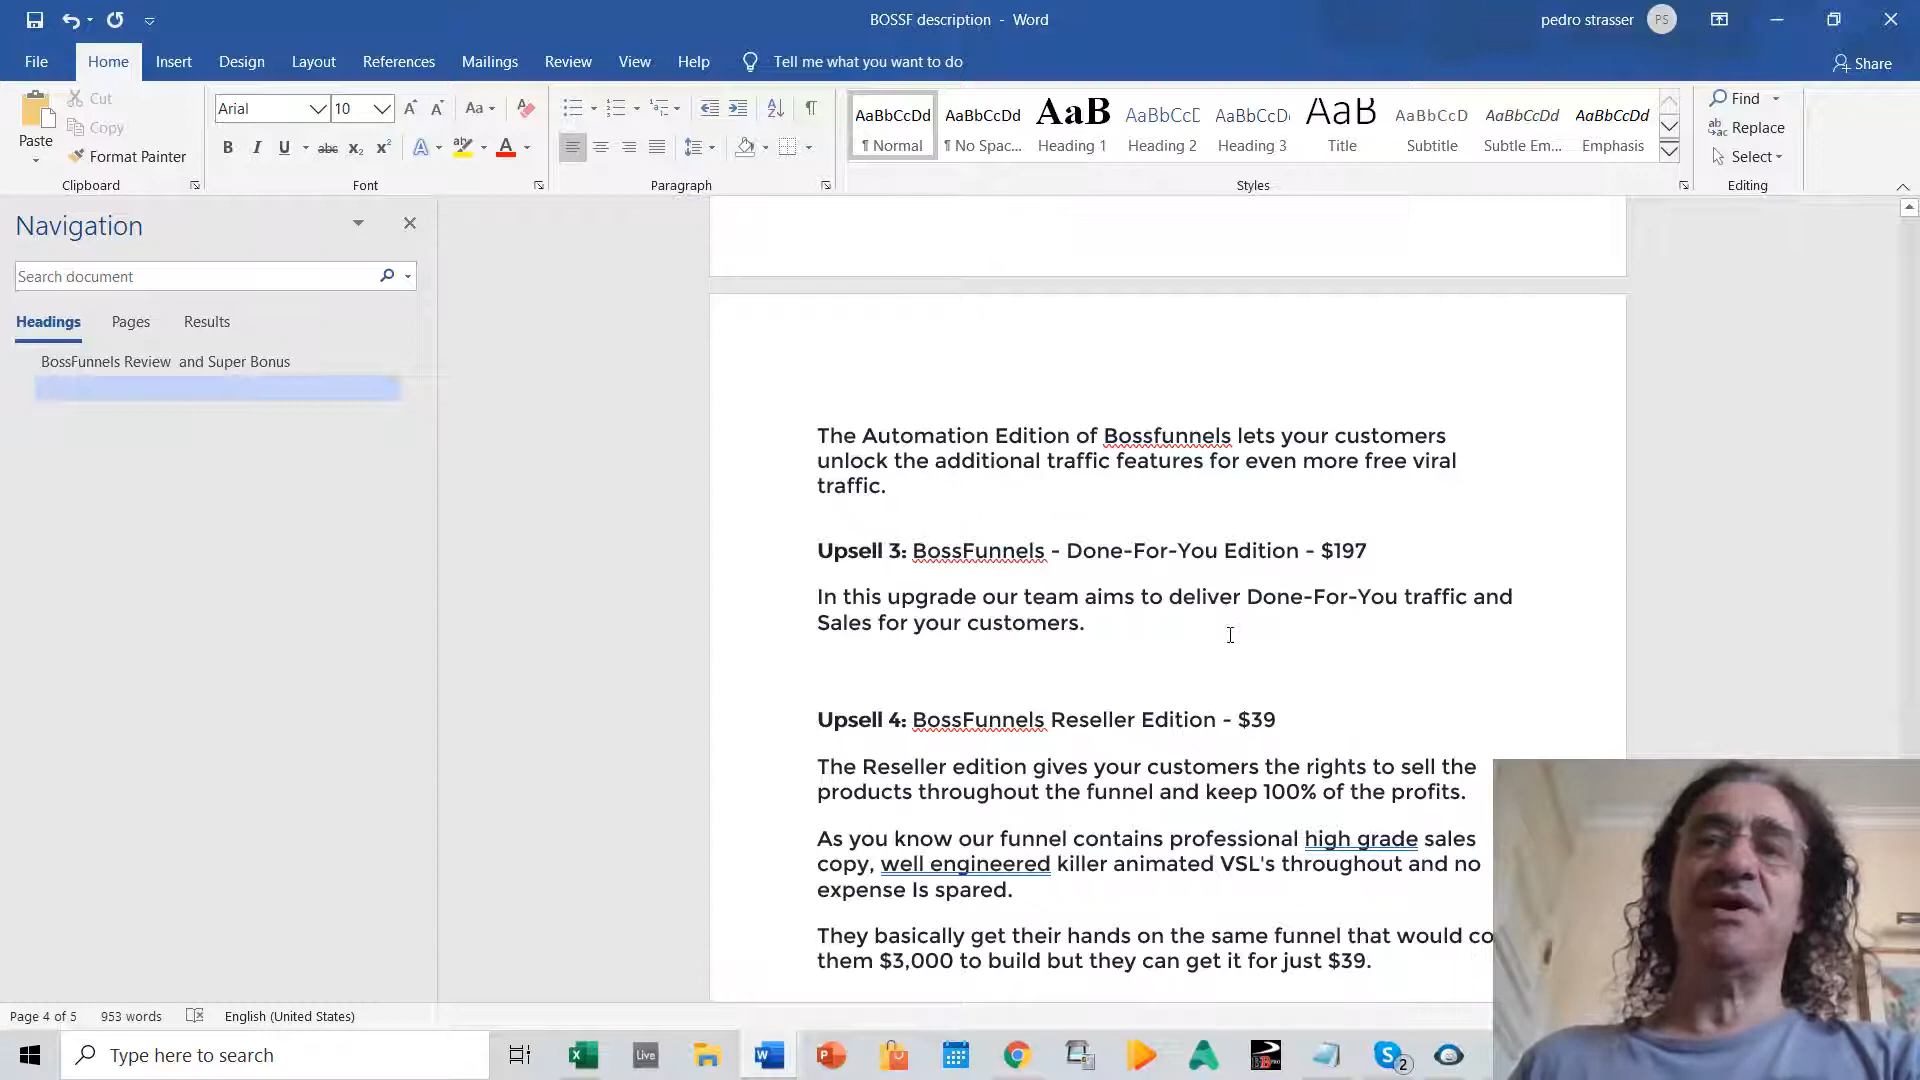 BOSSF description - Word
pedro strasser
PS
File
Home
Insert
Design
Layout
References
Mailings
Review
View
Help
Tell me what you want to do
Share
Paste
Cut
Copy
Format Painter
Clipboard
Arial
10
Font
Paragraph
AaBbCcDd
¶ Normal
AaBbCcDd
¶ No Spac...
AaB
Heading 1
AaBbCcD
Heading 2
AaBbCcD
Heading 3
AaB
Title
AaBbCcD
Subtitle
AaBbCcDd
Subtle Em...
AaBbCcDd
Emphasis
Styles
Find
Replace
Select
Editing
Navigation
Search document
Headings
Pages
Results
BossFunnels Review and Super Bonus
The Automation Edition of Bossfunnels lets your customers
unlock the additional traffic features for even more free viral
traffic.
Upsell 3: BossFunnels - Done-For-You Edition - $197
In this upgrade our team aims to deliver Done-For-You traffic and
Sales for your customers.
Upsell 4: BossFunnels Reseller Edition - $39
The Reseller edition gives your customers the rights to sell the
products throughout the funnel and keep 100% of the profits.
As you know our funnel contains professional high grade sales
copy, well engineered killer animated VSL's throughout and no
expense Is spared.
They basically get their hands on the same funnel that would co
them $3,000 to build but they can get it for just $39.
Page 4 of 5
953 words
English (United States)
Type here to search
Live
2